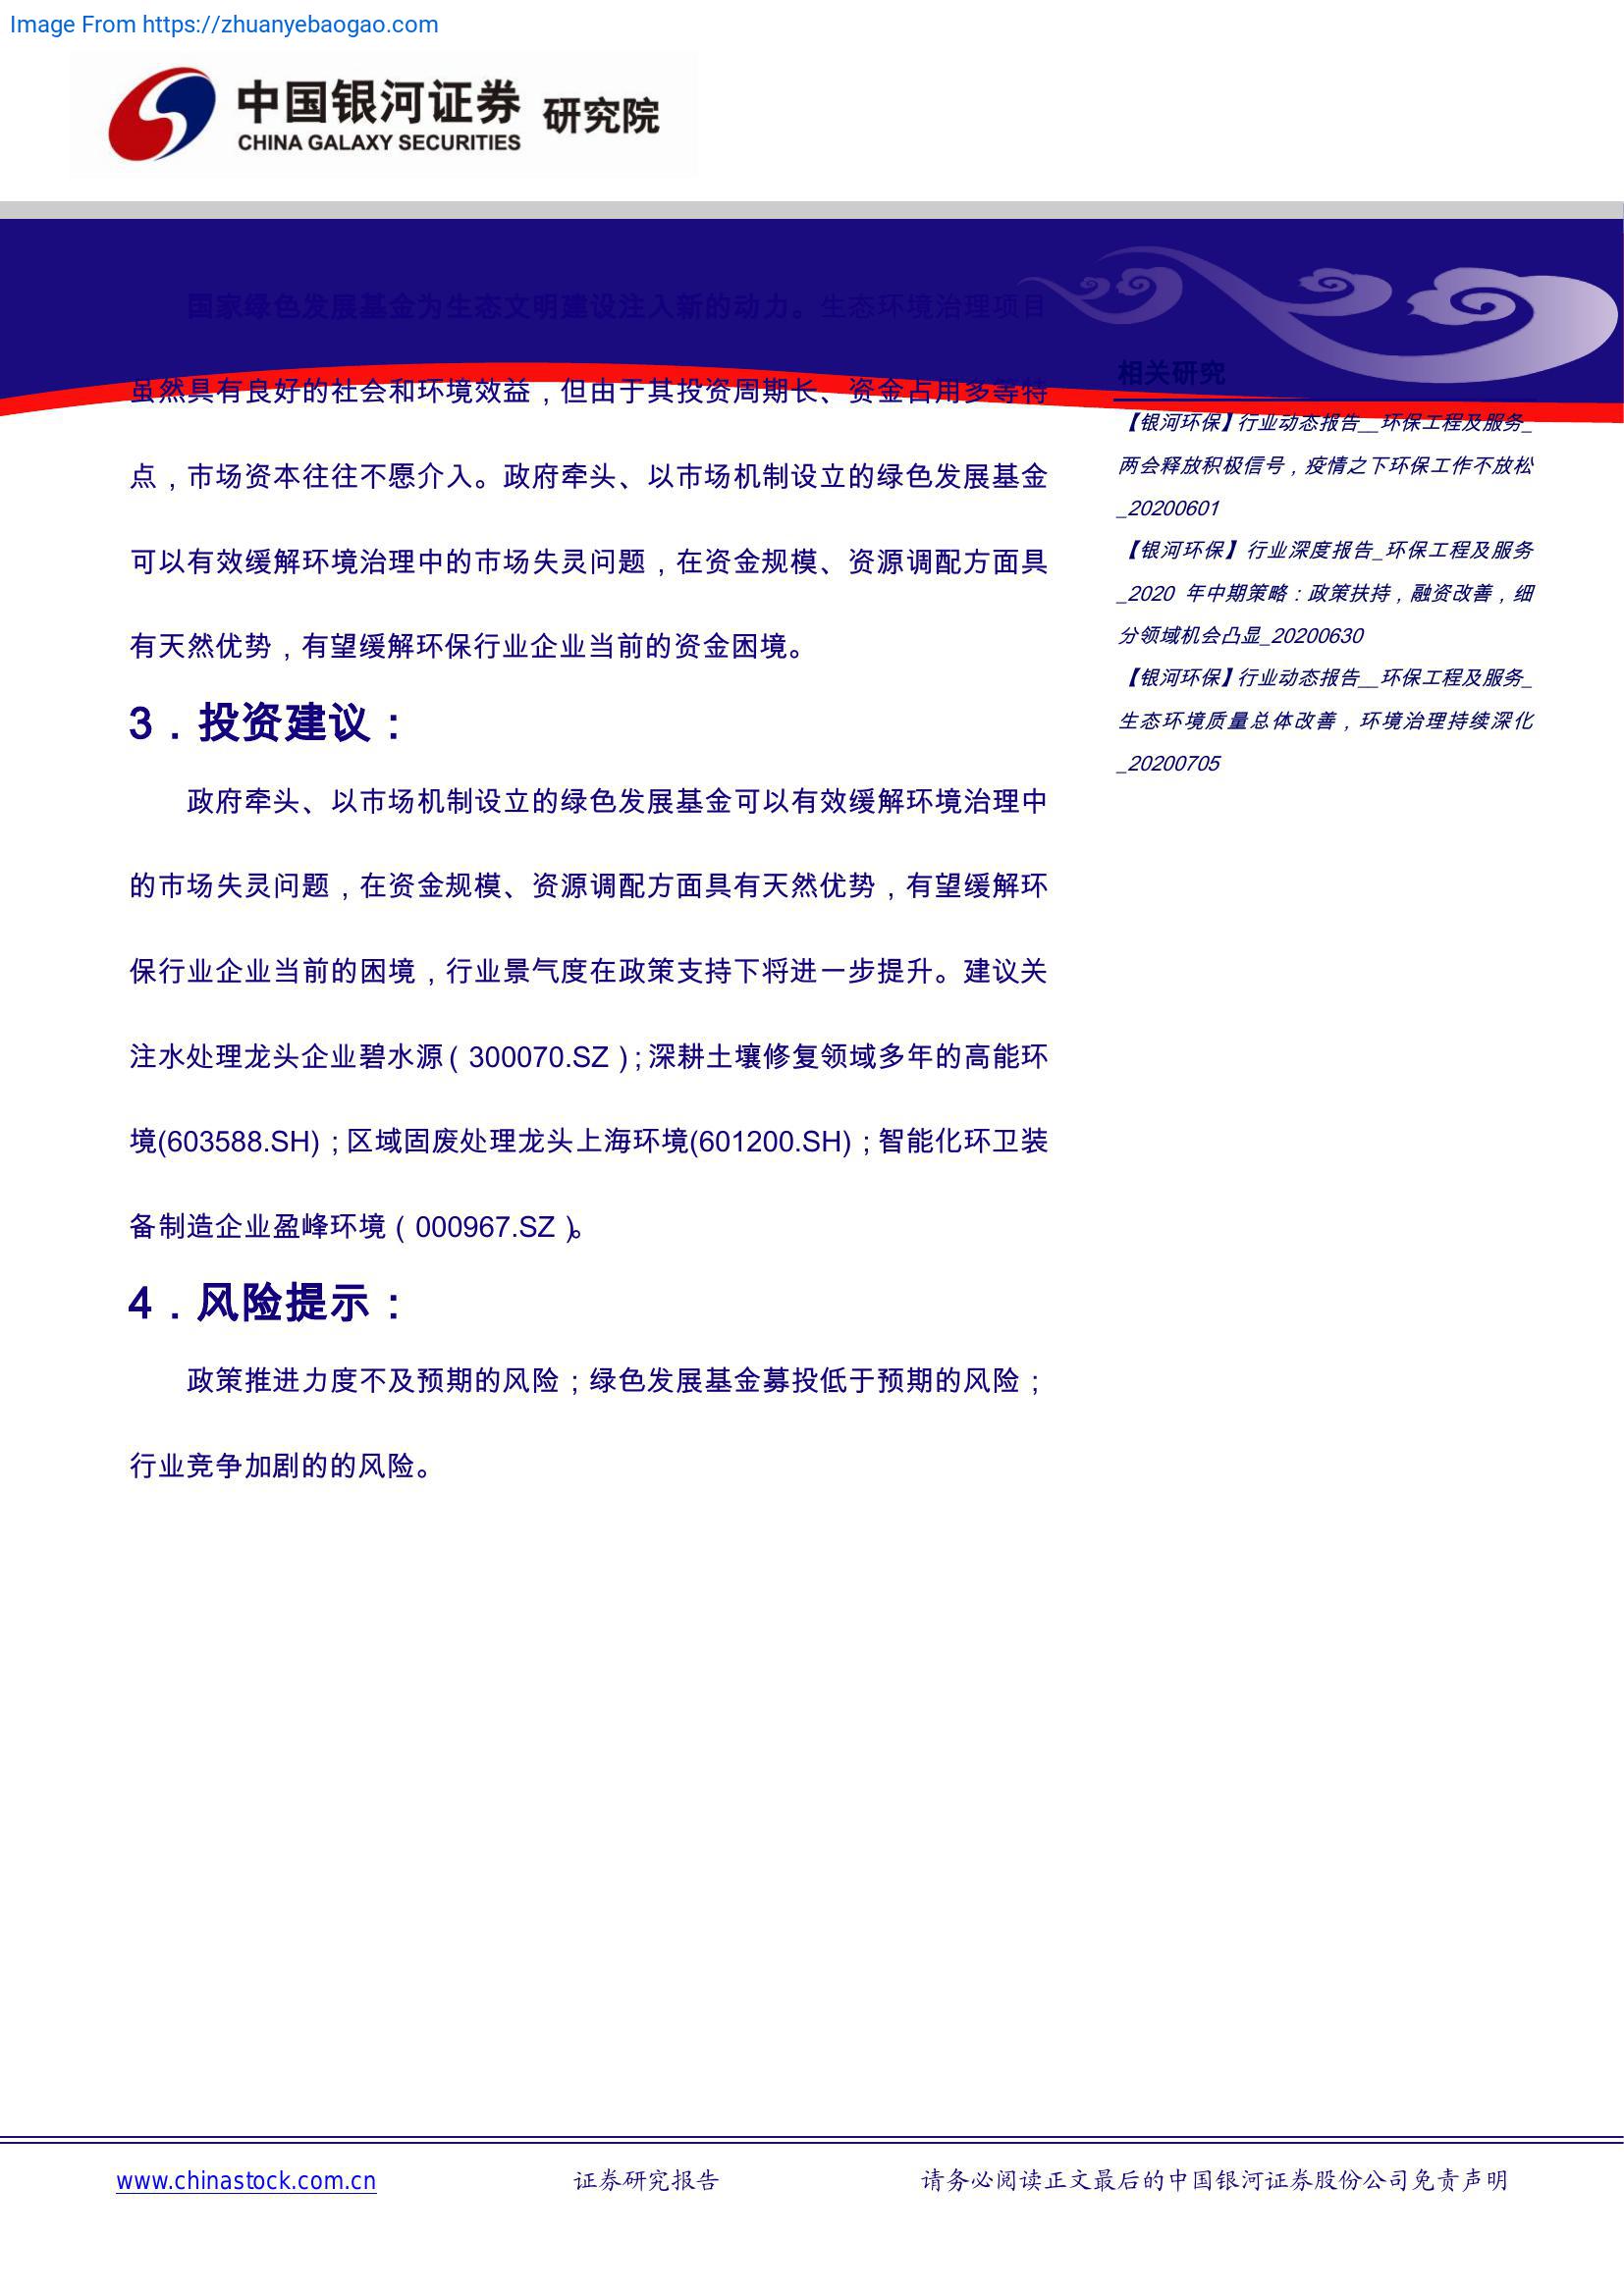 Image From https://zhuanyebaogao.com
中国银河证券 研究院
CHINA GALAXY SECURITIES
国家绿色发展基金为生态文明建设注入新的动力。生态环境治理项目
虽然具有良好的社会和环境效益，但由于其投资周期长、资金占用多等特
点，市场资本往往不愿介入。政府牵头、以市场机制设立的绿色发展基金
可以有效缓解环境治理中的市场失灵问题，在资金规模、资源调配方面具
有天然优势，有望缓解环保行业企业当前的资金困境。
3．投资建议：
政府牵头、以市场机制设立的绿色发展基金可以有效缓解环境治理中
的市场失灵问题，在资金规模、资源调配方面具有天然优势，有望缓解环
保行业企业当前的困境，行业景气度在政策支持下将进一步提升。建议关
注水处理龙头企业碧水源（300070.SZ）；深耕土壤修复领域多年的高能环
境(603588.SH)；区域固废处理龙头上海环境(601200.SH)；智能化环卫装
备制造企业盈峰环境（000967.SZ）。
4．风险提示：
政策推进力度不及预期的风险；绿色发展基金募投低于预期的风险；
行业竞争加剧的的风险。
相关研究
【银河环保】行业动态报告__环保工程及服务_
两会释放积极信号，疫情之下环保工作不放松
_20200601
【银河环保】行业深度报告_环保工程及服务
_2020 年中期策略：政策扶持，融资改善，细
分领域机会凸显_20200630
【银河环保】行业动态报告__环保工程及服务_
生态环境质量总体改善，环境治理持续深化
_20200705
www.chinastock.com.cn 证券研究报告 请务必阅读正文最后的中国银河证券股份公司免责声明